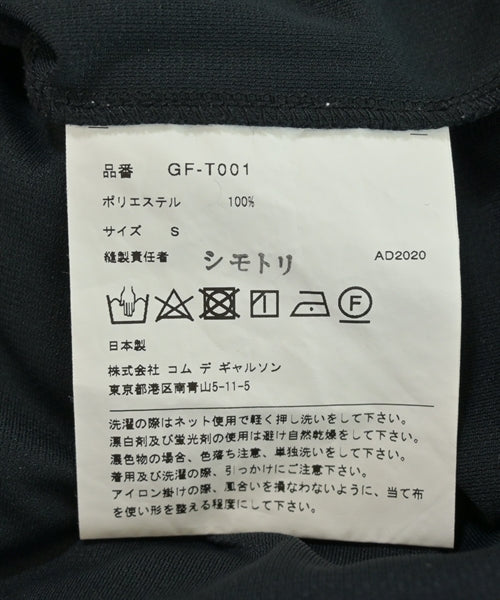 品番 GF-T001
ポリエステル 100%
サイズ S
縫製責任者 シモトリ AD2020
F
日本製
株式会社 コム デ ギャルソン
東京都港区南青山5-11-5
洗濯の際はネット使用で軽く押し洗いをして下さい。
漂白剤及び蛍光剤の使用は避け自然乾燥をして下さい。
濃色物の場合、色落ち注意、単独洗いをして下さい。
着用及び洗濯の際、引っかけにご注意下さい。
アイロン掛けの際、風合いを損なわないように、当て布
を使い形を整える程度にして下さい。